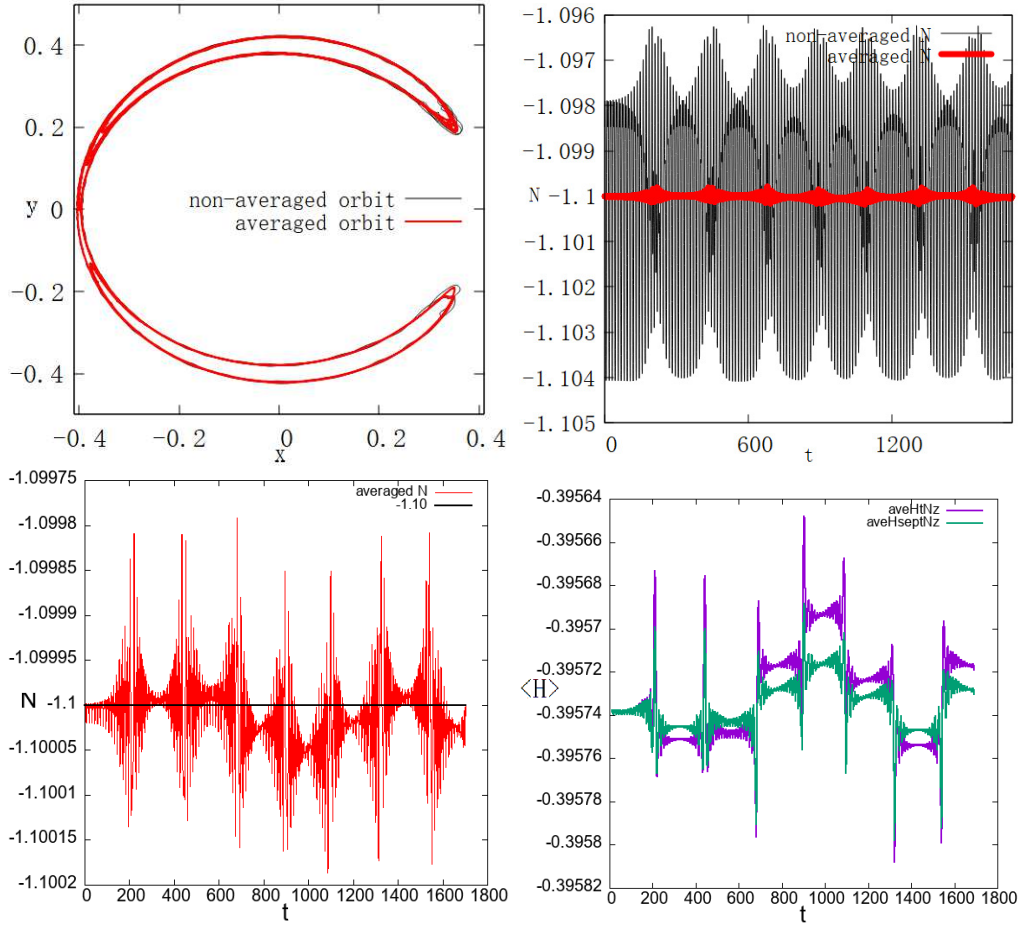 0.4
0.2
y 0
-0.2
-0.4
-0.4 -0.2 0 0.2 0.4
x
non-averaged orbit
averaged orbit
-1.096
-1.097
-1.098
-1.099
N -1.1
-1.101
-1.102
-1.103
-1.104
-1.105
0 600 1200
t
non-averaged N
averaged N
-1.09975
-1.0998
-1.09985
-1.0999
-1.09995
N -1.1
-1.10005
-1.1001
-1.10015
-1.1002
0 200 400 600 800 1000 1200 1400 1600 1800
t
averaged N
-1.10
-0.39564
-0.39566
-0.39568
-0.3957
-0.39572
<H>
-0.39574
-0.39576
-0.39578
-0.3958
-0.39582
0 200 400 600 800 1000 1200 1400 1600 1800
t
aveHtNz
aveHseptNz